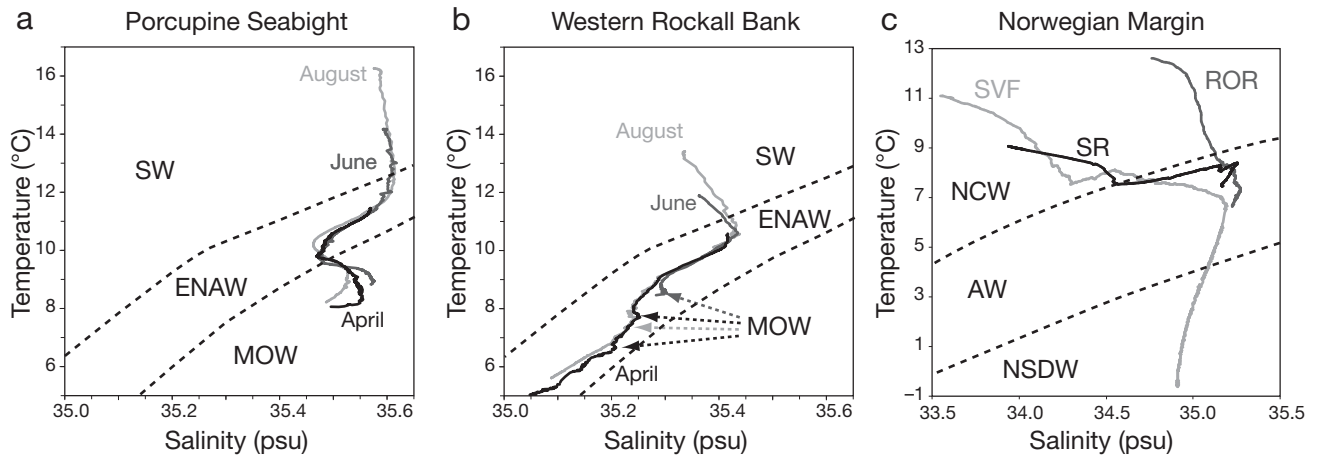 a Porcupine Seabight
Temperature (°C)
16
14
12
10
8
6
August
June
SW
ENAW
MOW
April
35.0 35.2 35.4 35.6
Salinity (psu)
b Western Rockall Bank
Temperature (°C)
16
14
12
10
8
6
August
SW
June
ENAW
MOW
April
35.0 35.2 35.4 35.6
Salinity (psu)
c Norwegian Margin
Temperature (°C)
13
11
9
7
5
3
1
−1
SVF
ROR
SR
NCW
AW
NSDW
33.5 34.0 34.5 35.0 35.5
Salinity (psu)